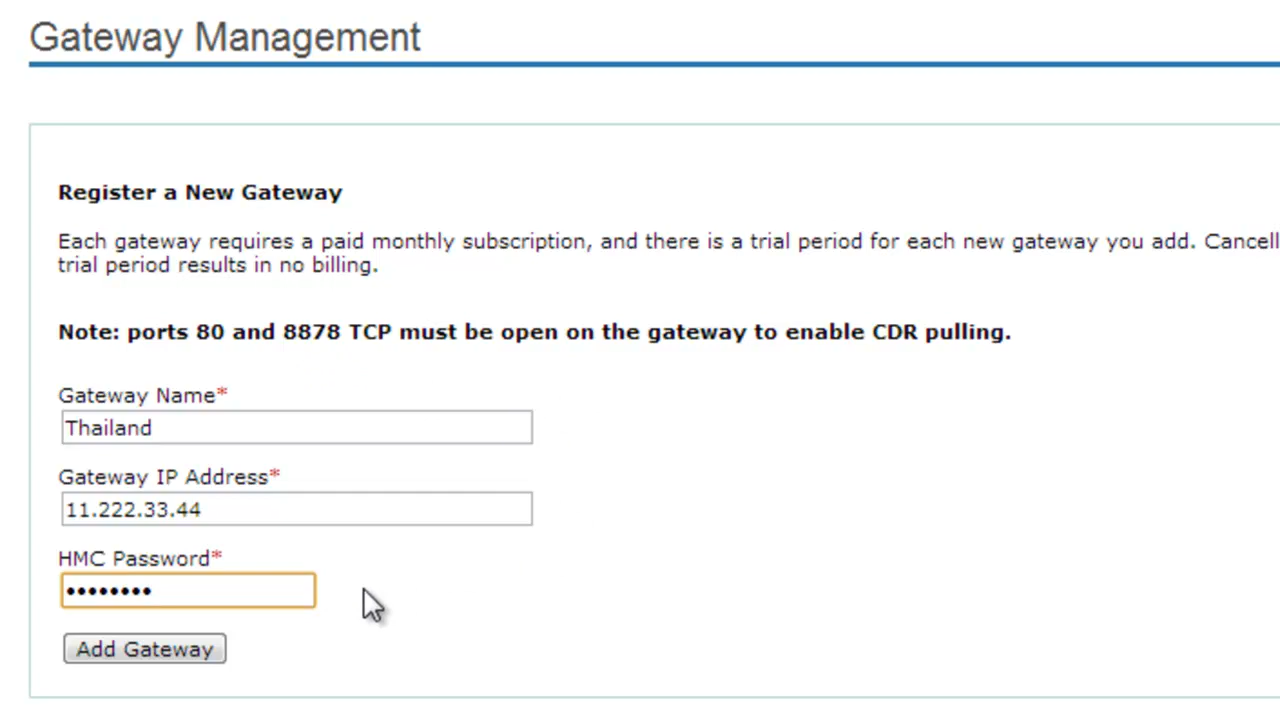 Gateway Management
Register a New Gateway
Each gateway requires a paid monthly subscription, and there is a trial period for each new gateway you add. Cancell
trial period results in no billing.
Note: ports 80 and 8878 TCP must be open on the gateway to enable CDR pulling.
Gateway Name*
Thailand
Gateway IP Address*
11.222.33.44
HMC Password*
••••••••
Add Gateway